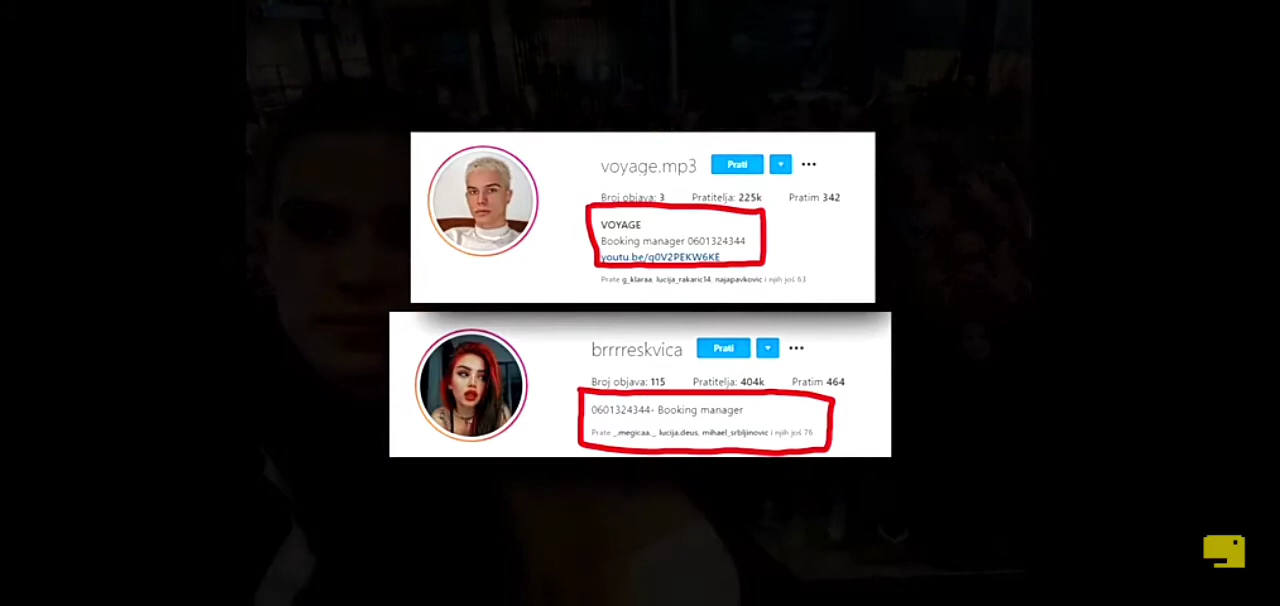 voyage.mp3 Prati
Broj objava: 3 Pratitelja: 225k Pratim 342
VOYAGE
Booking manager 0601324344
youtu.be/q0V2PEKW6KE
Prate g_klaraa, lucija_rakaric14, najapavkovic i njih još 63
brrrreskvica Prati
Broj objava: 115 Pratitelja: 404k Pratim 464
0601324344- Booking manager
Prate _.megicaa._ lucija.deus, mihael_srbljinovic i njih još 76